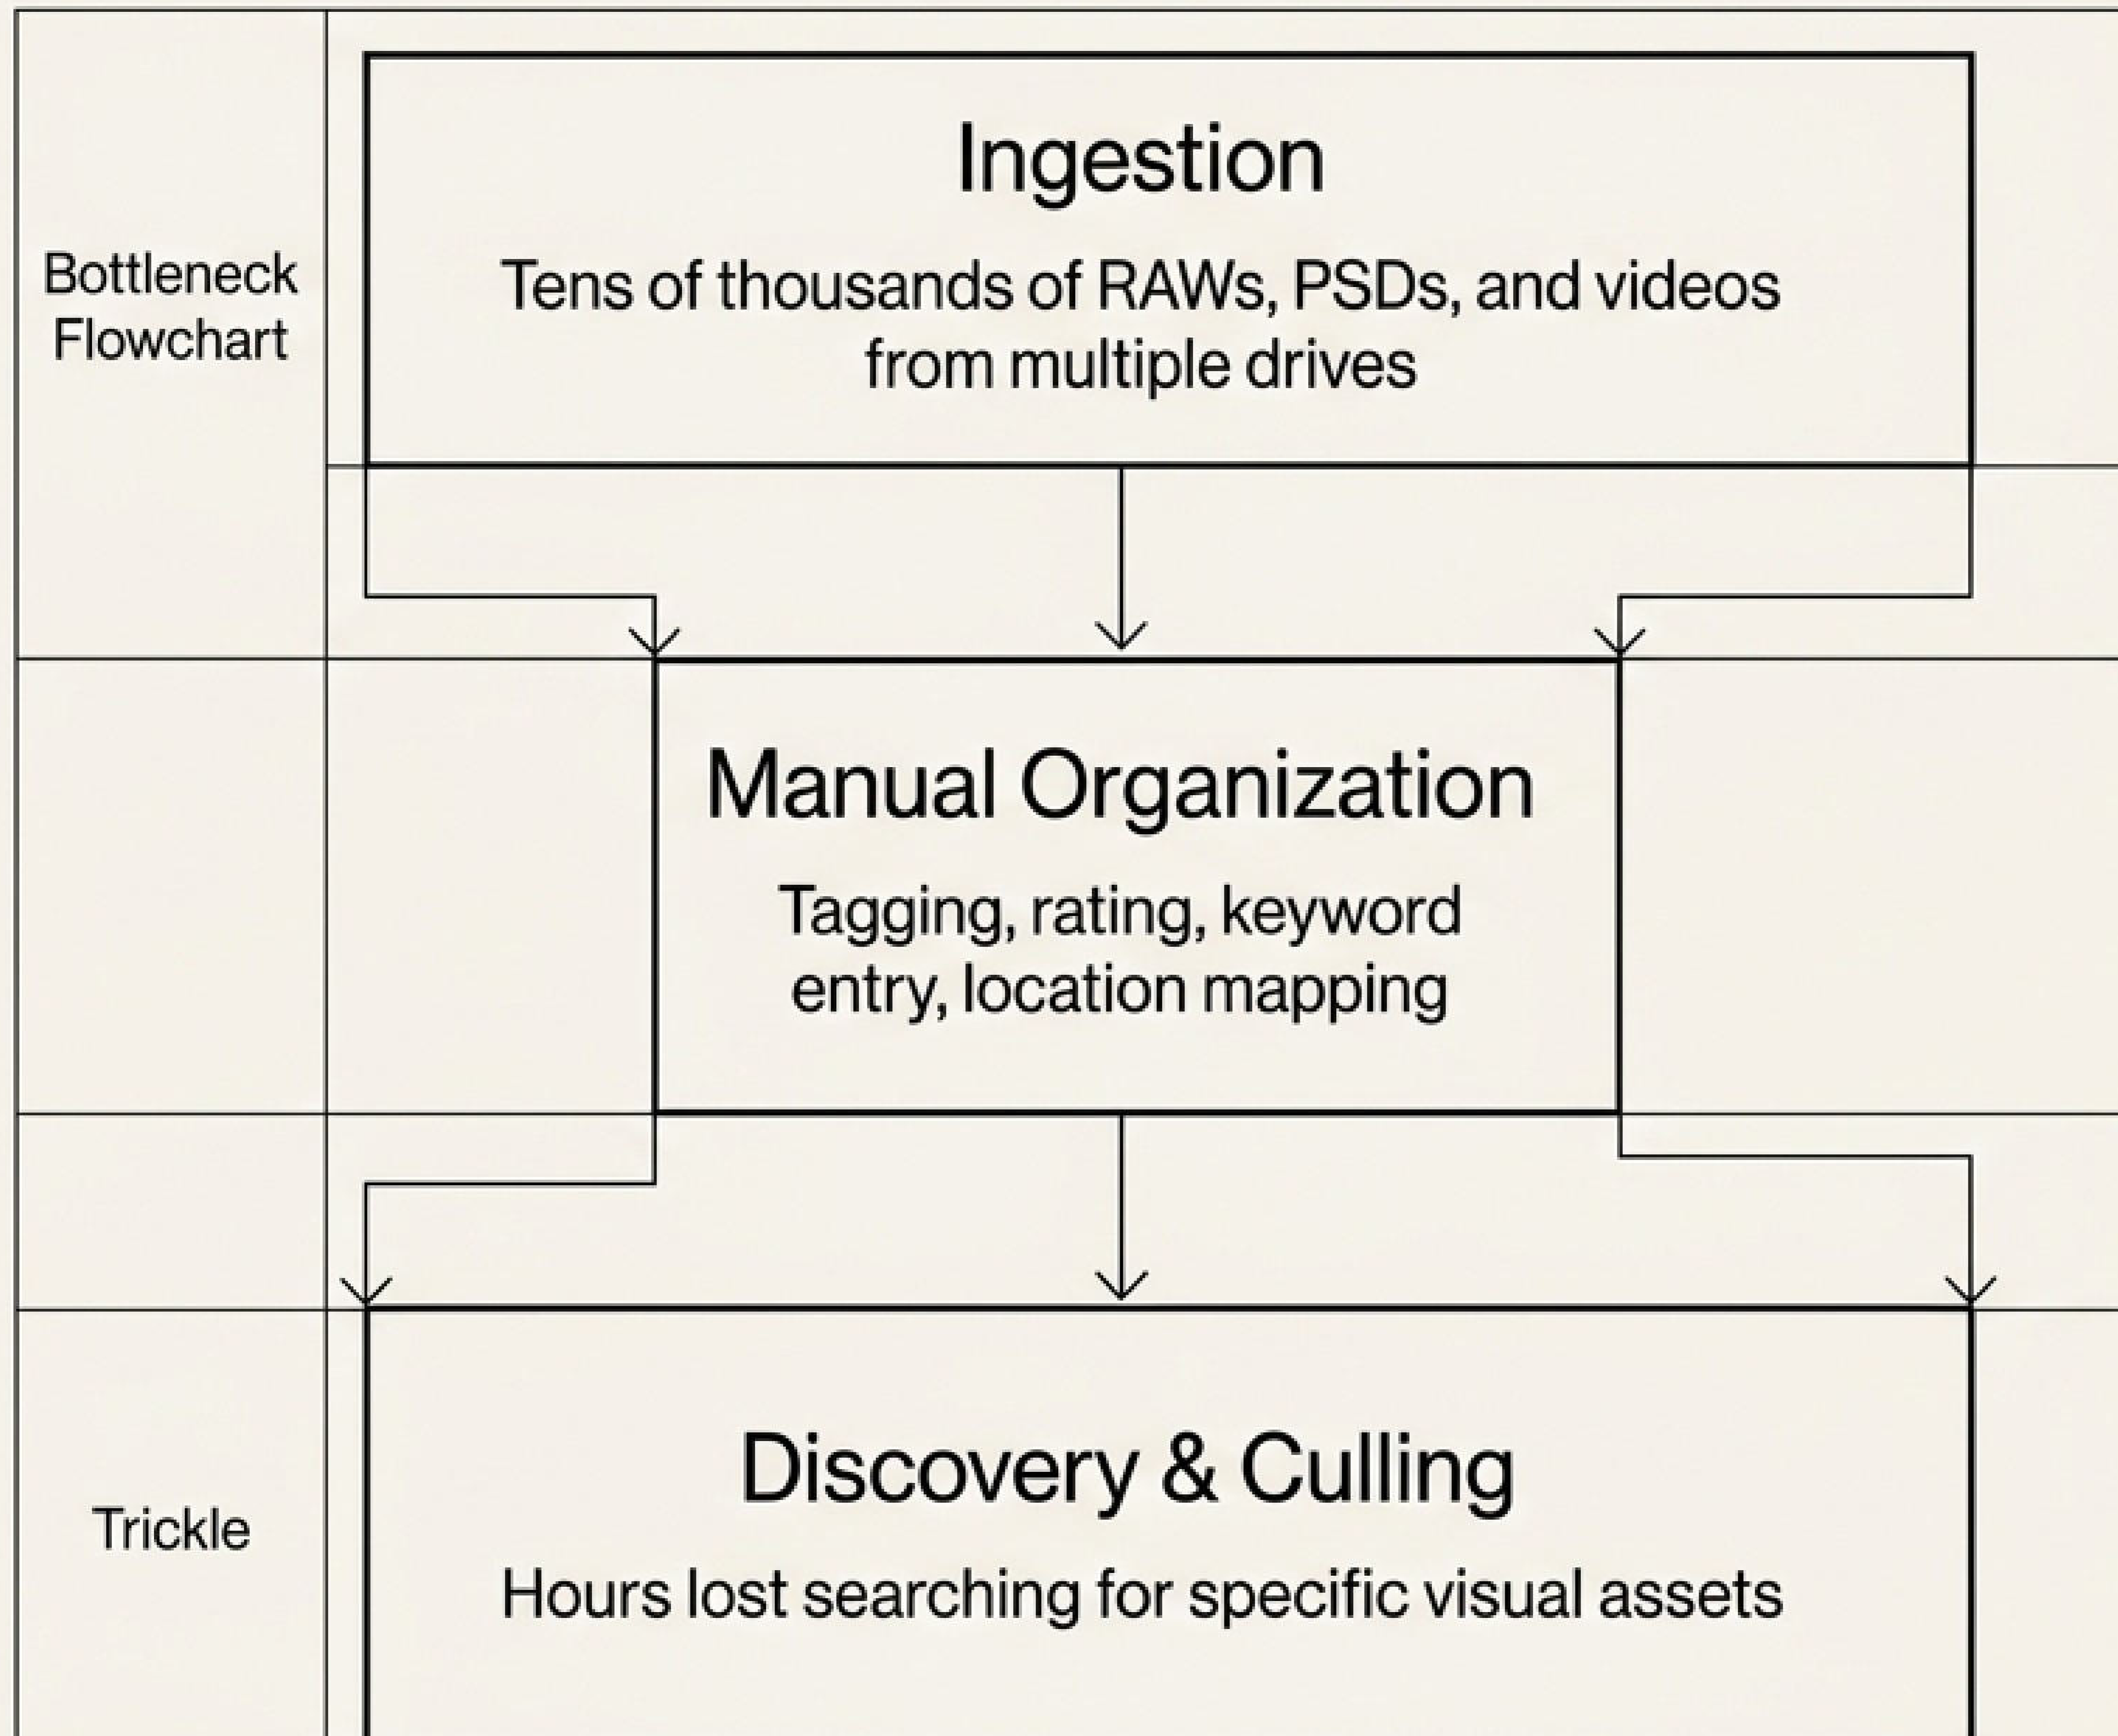 Bottleneck
Flowchart
Ingestion
Tens of thousands of RAWs, PSDs, and videos
from multiple drives
Manual Organization
Tagging, rating, keyword
entry, location mapping
Trickle
Discovery & Culling
Hours lost searching for specific visual assets